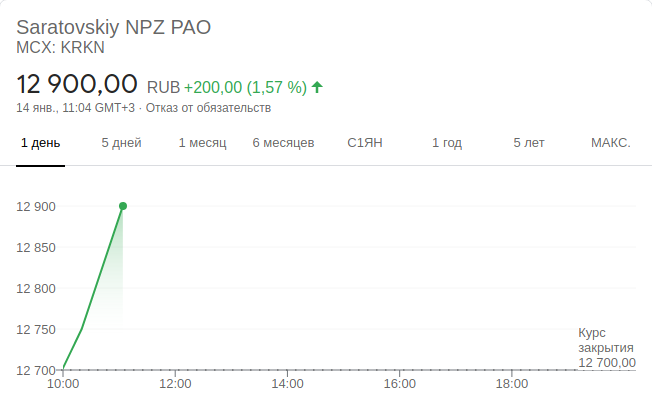 Saratovskiy NPZ PAO
MCX: KRKN
12 900,00 RUB +200,00 (1,57 %)
14 янв., 11:04 GMT+3 · Отказ от обязательств
1 день 5 дней 1 месяц 6 месяцев С1ЯН 1 год 5 лет МАКС.
12 900
12 850
12 800
12 750
Курс
закрытия
12 700,00
12 700
10:00 12:00 14:00 16:00 18:00